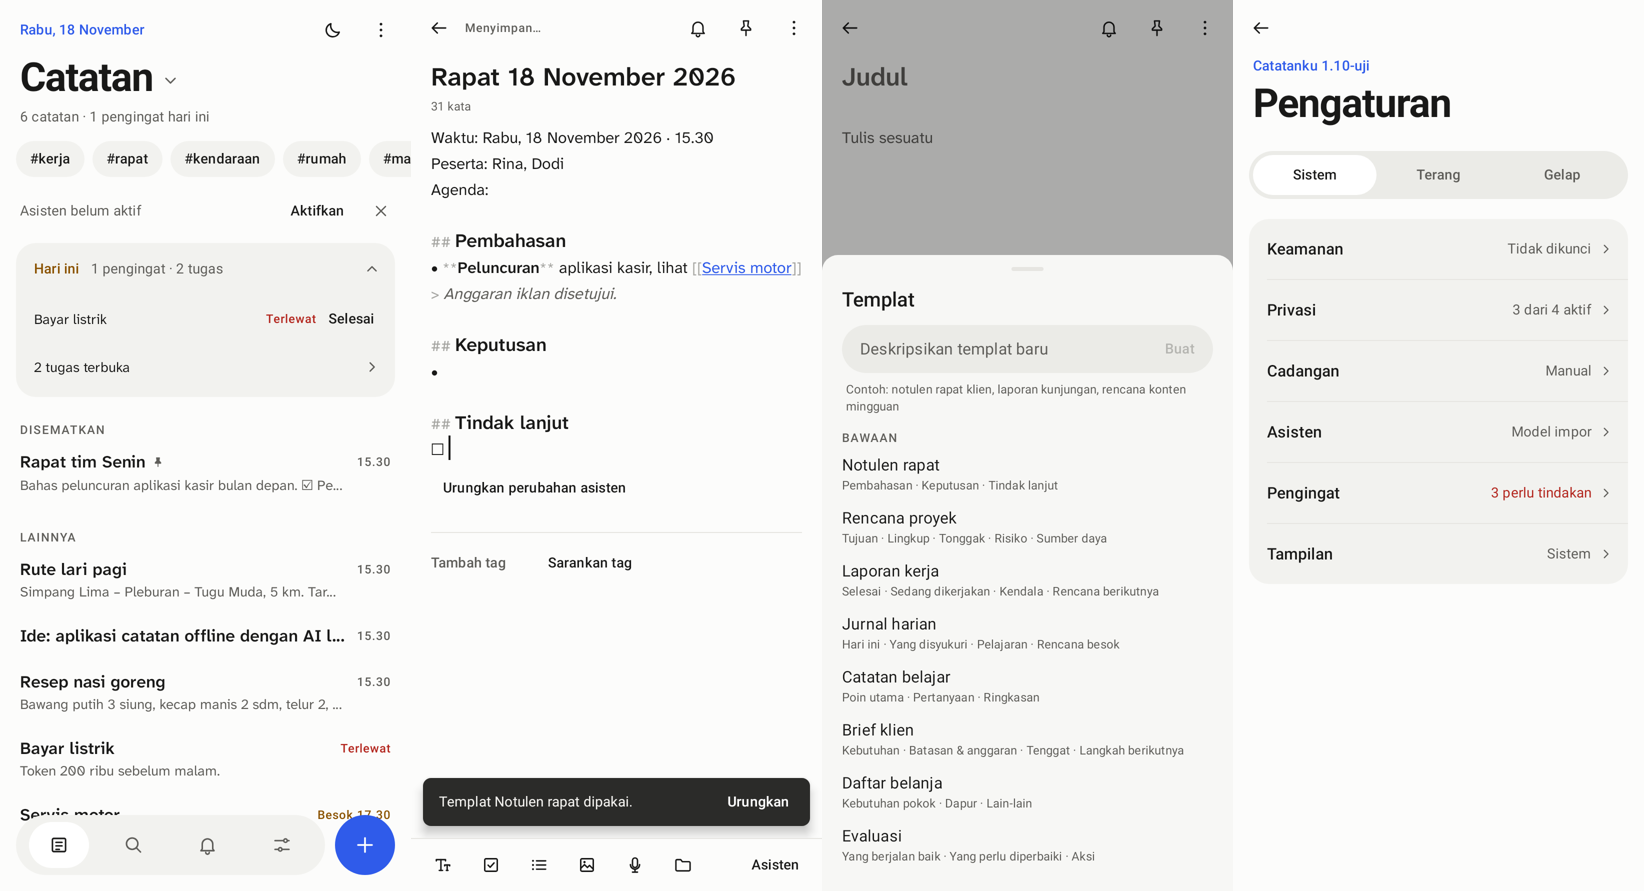 Rabu, 18 November
Catatan
6 catatan · 1 pengingat hari ini
#kerja
#rapat
#kendaraan
#rumah
#ma
Asisten belum aktif
Aktifkan
Hari ini 1 pengingat · 2 tugas
Bayar listrik
Terlewat
Selesai
2 tugas terbuka
DISEMATKAN
Rapat tim Senin
15.30
Bahas peluncuran aplikasi kasir bulan depan. ☑ Pe...
LAINNYA
Rute lari pagi
15.30
Simpang Lima – Pleburan – Tugu Muda, 5 km. Tar...
Ide: aplikasi catatan offline dengan AI l...
15.30
Resep nasi goreng
15.30
Bawang putih 3 siung, kecap manis 2 sdm, telur 2, ...
Bayar listrik
Terlewat
Token 200 ribu sebelum malam.
Servis motor
Besok 17.30
Menyimpan...
Rapat 18 November 2026
31 kata
Waktu: Rabu, 18 November 2026 · 15.30
Peserta: Rina, Dodi
Agenda:
## Pembahasan
• **Peluncuran** aplikasi kasir, lihat [[Servis motor]]
> Anggaran iklan disetujui.
## Keputusan
•
## Tindak lanjut
☐
Urungkan perubahan asisten
Tambah tag
Sarankan tag
Templat Notulen rapat dipakai.
Urungkan
Tт
Asisten
Judul
Tulis sesuatu
Templat
Deskripsikan templat baru
Buat
Contoh: notulen rapat klien, laporan kunjungan, rencana konten
mingguan
BAWAAN
Notulen rapat
Pembahasan · Keputusan · Tindak lanjut
Rencana proyek
Tujuan · Lingkup · Tonggak · Risiko · Sumber daya
Laporan kerja
Selesai · Sedang dikerjakan · Kendala · Rencana berikutnya
Jurnal harian
Hari ini · Yang disyukuri · Pelajaran · Rencana besok
Catatan belajar
Poin utama · Pertanyaan · Ringkasan
Brief klien
Kebutuhan · Batasan & anggaran · Tenggat · Langkah berikutnya
Daftar belanja
Kebutuhan pokok · Dapur · Lain-lain
Evaluasi
Yang berjalan baik · Yang perlu diperbaiki · Aksi
Catatanku 1.10-uji
Pengaturan
Sistem
Terang
Gelap
Keamanan
Tidak dikunci
Privasi
3 dari 4 aktif
Cadangan
Manual
Asisten
Model impor
Pengingat
3 perlu tindakan
Tampilan
Sistem